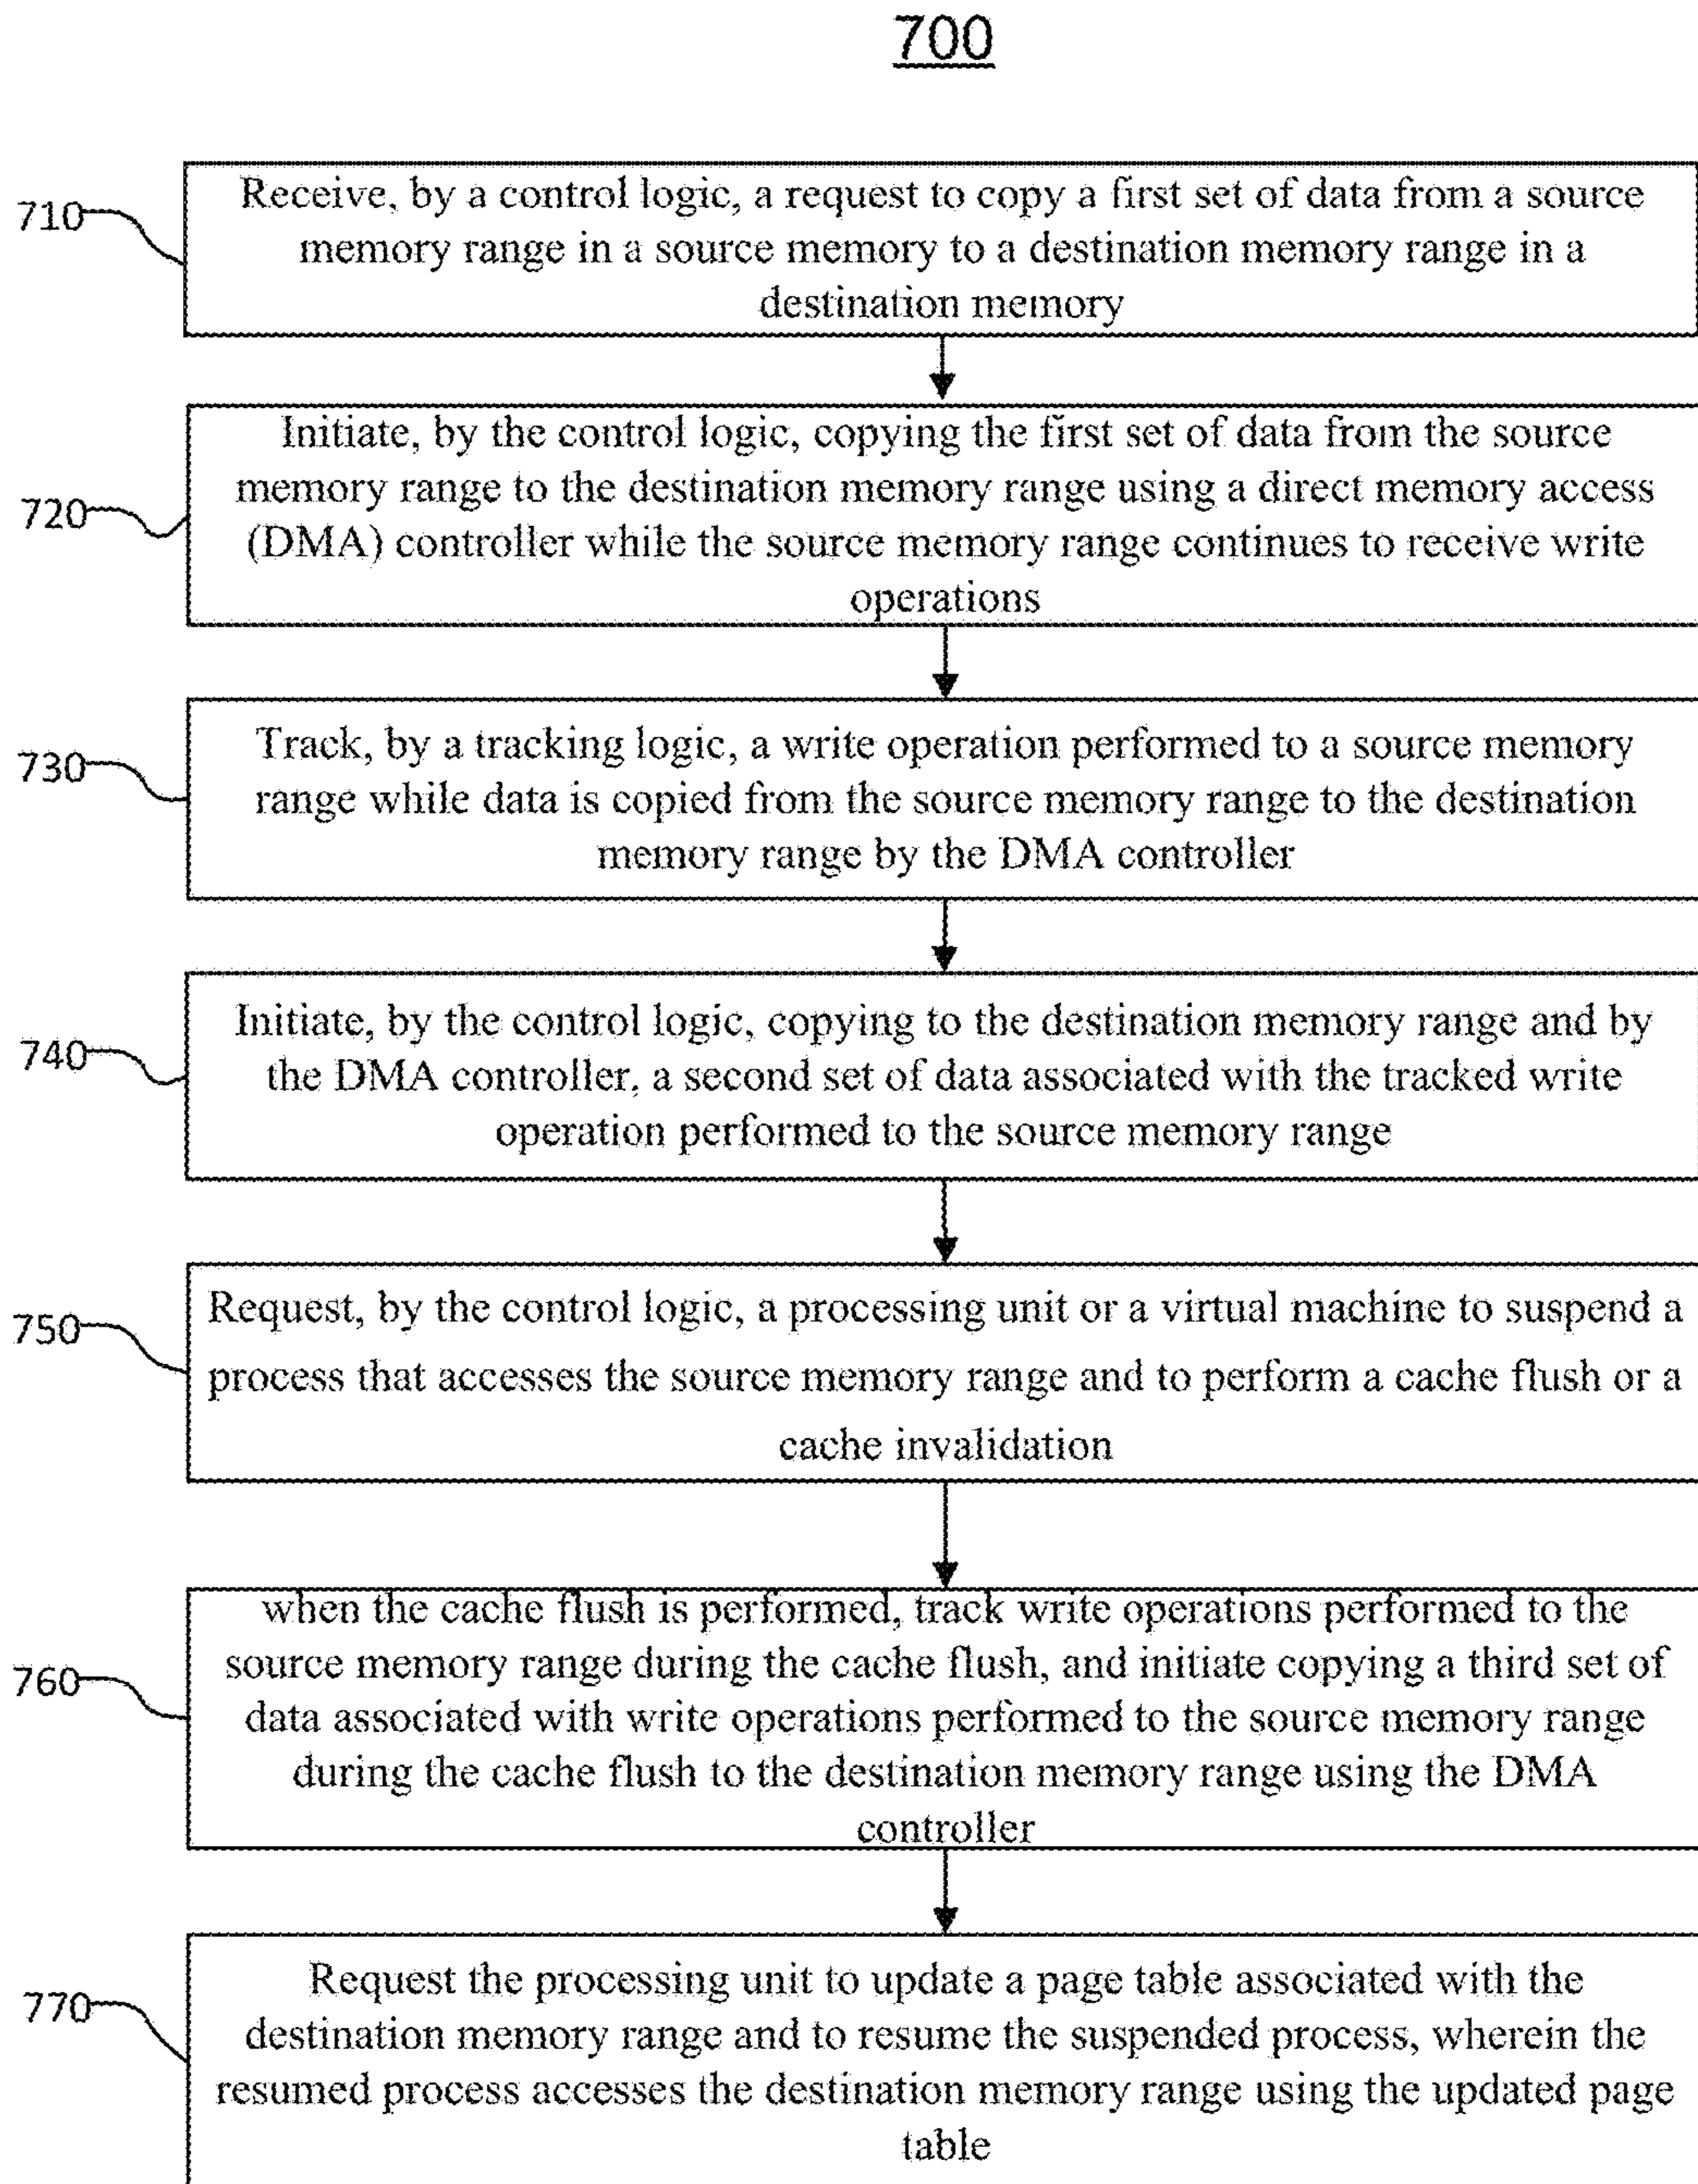 700
710
Receive, by a control logic, a request to copy a first set of data from a source
memory range in a source memory to a destination memory range in a
destination memory
720
Initiate, by the control logic, copying the first set of data from the source
memory range to the destination memory range using a direct memory access
(DMA) controller while the source memory range continues to receive write
operations
730
Track, by a tracking logic, a write operation performed to a source memory
range while data is copied from the source memory range to the destination
memory range by the DMA controller
740
Initiate, by the control logic, copying to the destination memory range and by
the DMA controller, a second set of data associated with the tracked write
operation performed to the source memory range
750
Request, by the control logic, a processing unit or a virtual machine to suspend a
process that accesses the source memory range and to perform a cache flush or a
cache invalidation
760
when the cache flush is performed, track write operations performed to the
source memory range during the cache flush, and initiate copying a third set of
data associated with write operations performed to the source memory range
during the cache flush to the destination memory range using the DMA
controller
770
Request the processing unit to update a page table associated with the
destination memory range and to resume the suspended process, wherein the
resumed process accesses the destination memory range using the updated page
table